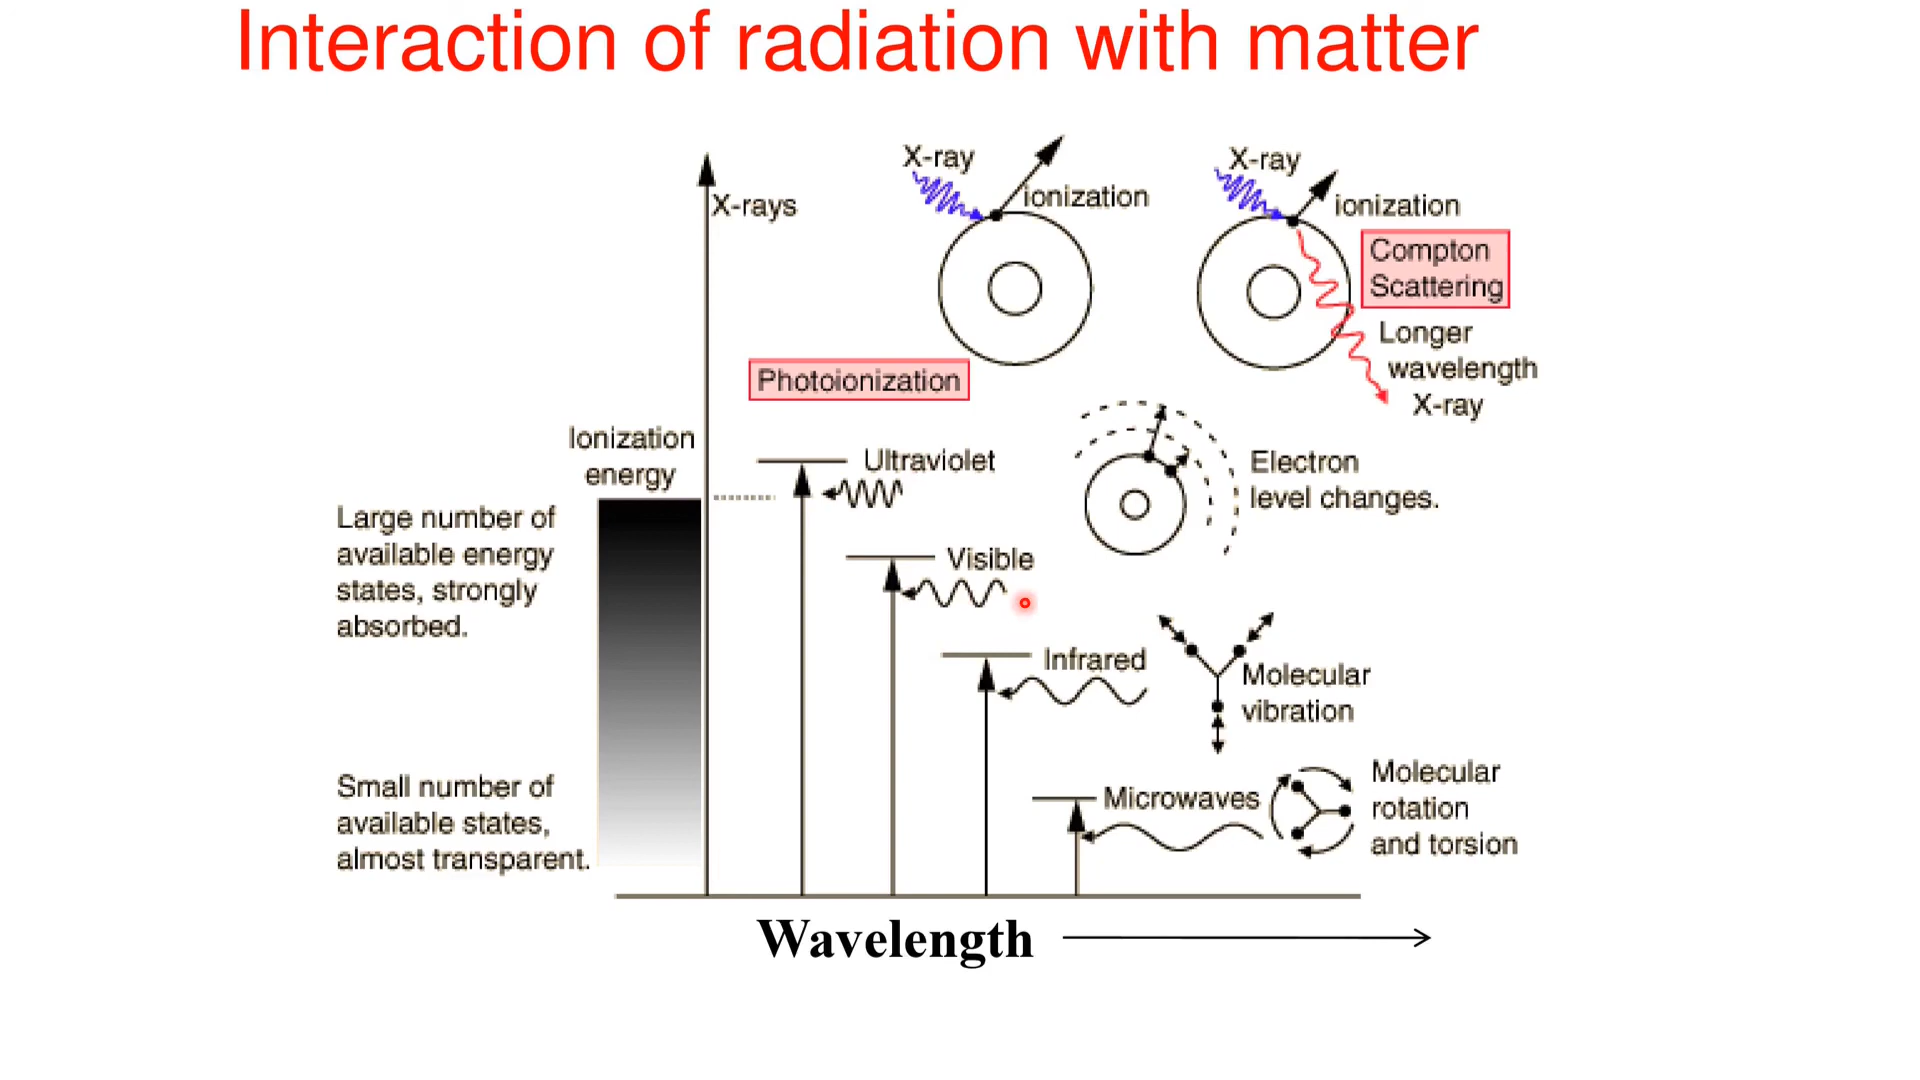 Interaction of radiation with matter
X-ray
ionization
X-ray
ionization
X-rays
Compton
Scattering
Longer
wavelength
X-ray
Photoionization
Ionization
energy
Ultraviolet
Electron
level changes.
Large number of
available energy
states, strongly
absorbed.
Visible
Infrared
Molecular
vibration
Small number of
available states,
almost transparent.
Microwaves
Molecular
rotation
and torsion
Wavelength